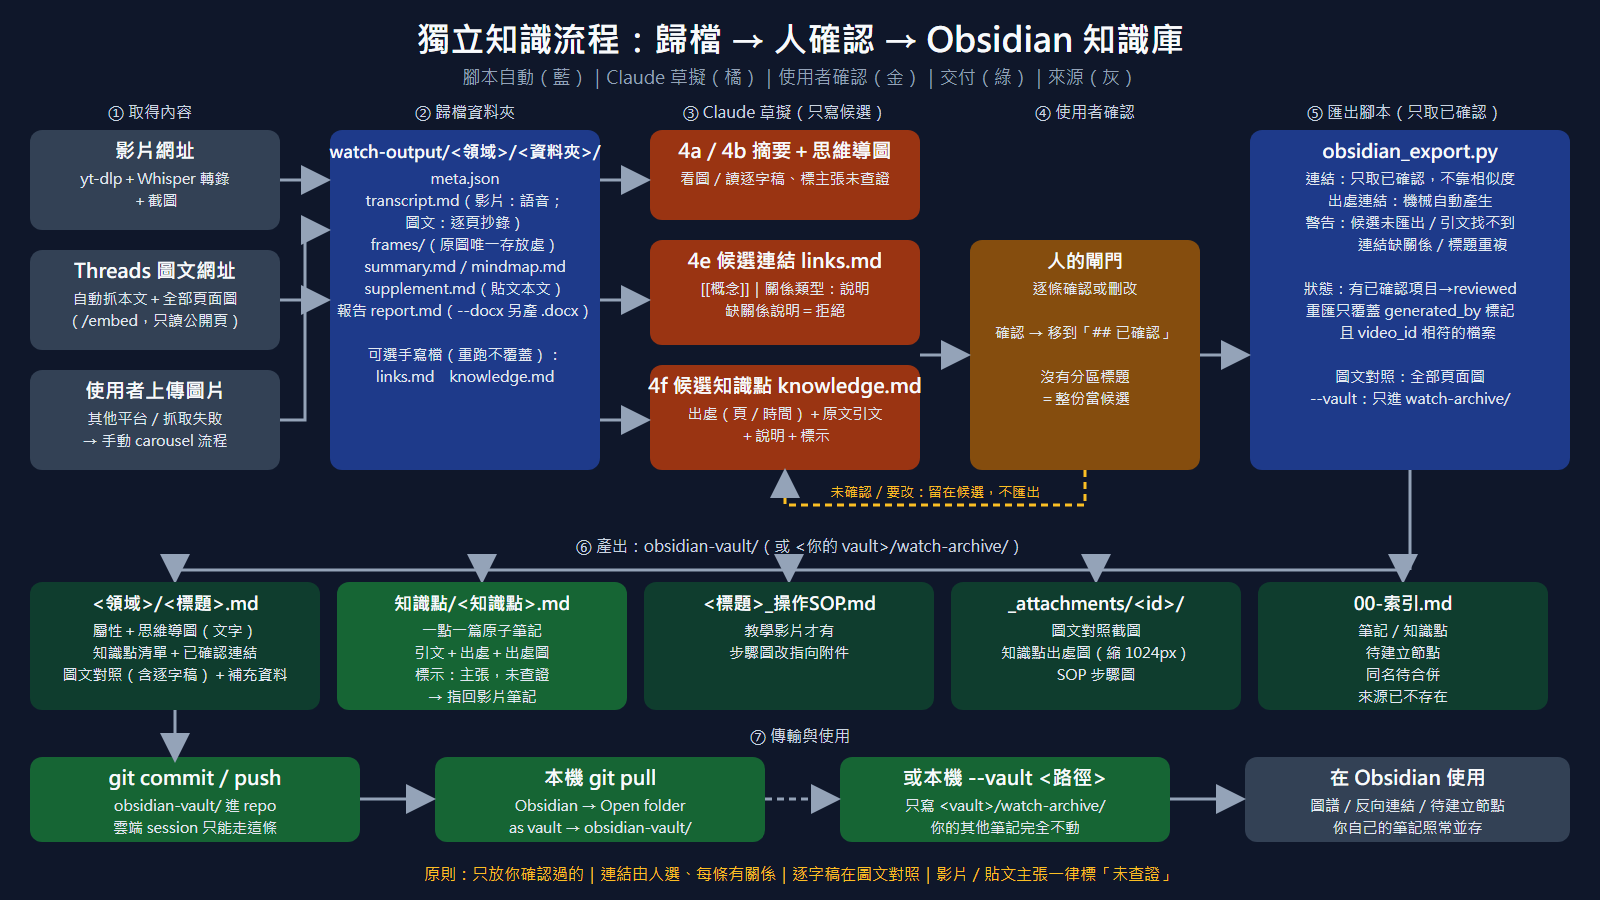 獨立知識流程：歸檔 → 人確認 → Obsidian 知識庫
腳本自動（藍）｜Claude 草擬（橘）｜使用者確認（金）｜交付（綠）｜來源（灰）
① 取得內容
影片網址
yt-dlp＋Whisper 轉錄
＋截圖
Threads 圖文網址
自動抓本文＋全部頁面圖
（/embed，只讀公開頁）
使用者上傳圖片
其他平台 / 抓取失敗
→ 手動 carousel 流程
② 歸檔資料夾
watch-output/<領域>/<資料夾>/
meta.json
transcript.md（影片：語音；
圖文：逐頁抄錄）
frames/（原圖唯一存放處）
summary.md / mindmap.md
supplement.md（貼文本文）
報告 report.md（--docx 另產 .docx）
可選手寫檔（重跑不覆蓋）：
links.md　knowledge.md
③ Claude 草擬（只寫候選）
4a / 4b 摘要＋思維導圖
看圖 / 讀逐字稿、標主張未查證
4e 候選連結 links.md
[[概念]]｜關係類型：說明
缺關係說明＝拒絕
4f 候選知識點 knowledge.md
出處（頁 / 時間）＋原文引文
＋說明＋標示
④ 使用者確認
人的閘門
逐條確認或刪改
確認 → 移到「## 已確認」
沒有分區標題
＝整份當候選
未確認 / 要改：留在候選，不匯出
⑤ 匯出腳本（只取已確認）
obsidian_export.py
連結：只取已確認，不靠相似度
出處連結：機械自動產生
警告：候選未匯出 / 引文找不到
連結缺關係 / 標題重複
狀態：有已確認項目→reviewed
重匯只覆蓋 generated_by 標記
且 video_id 相符的檔案
圖文對照：全部頁面圖
--vault：只進 watch-archive/
⑥ 產出：obsidian-vault/（或 <你的 vault>/watch-archive/）
<領域>/<標題>.md
屬性＋思維導圖（文字）
知識點清單＋已確認連結
圖文對照（含逐字稿）＋補充資料
知識點/<知識點>.md
一點一篇原子筆記
引文＋出處＋出處圖
標示：主張，未查證
→ 指回影片筆記
<標題>_操作SOP.md
教學影片才有
步驟圖改指向附件
_attachments/<id>/
圖文對照截圖
知識點出處圖（縮 1024px）
SOP 步驟圖
00-索引.md
筆記 / 知識點
待建立節點
同名待合併
來源已不存在
⑦ 傳輸與使用
git commit / push
obsidian-vault/ 進 repo
雲端 session 只能走這條
本機 git pull
Obsidian → Open folder
as vault → obsidian-vault/
或本機 --vault <路徑>
只寫 <vault>/watch-archive/
你的其他筆記完全不動
在 Obsidian 使用
圖譜 / 反向連結 / 待建立節點
你自己的筆記照常並存
原則：只放你確認過的｜連結由人選、每條有關係｜逐字稿在圖文對照｜影片 / 貼文主張一律標「未查證」